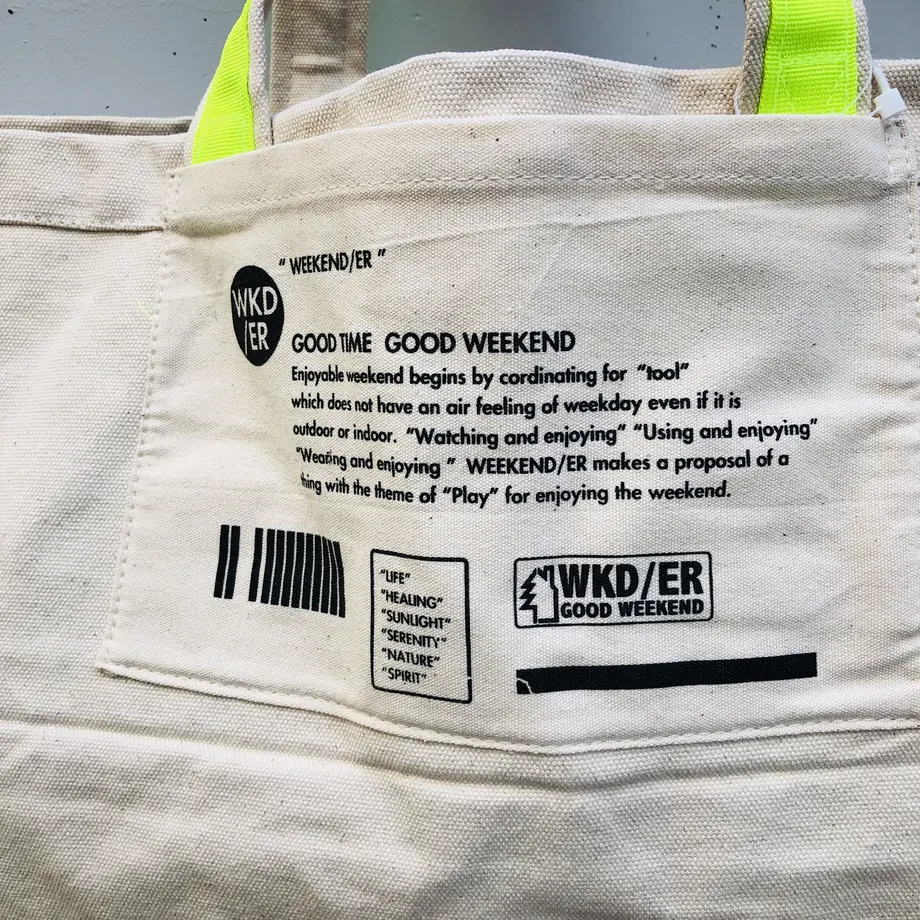 " WEEKEND/ER "
WKD
/ER
GOOD TIME GOOD WEEKEND
Enjoyable weekend begins by cordinating for "tool"
which does not have an air feeling of weekday even if it is
outdoor or indoor. "Watching and enjoying" "Using and enjoying"
"Wearing and enjoying " WEEKEND/ER makes a proposal of a
thing with the theme of "Play" for enjoying the weekend.
"LIFE"
"HEALING"
"SUNLIGHT"
"SERENITY"
"NATURE"
"SPIRIT"
WKD/ER
GOOD WEEKEND